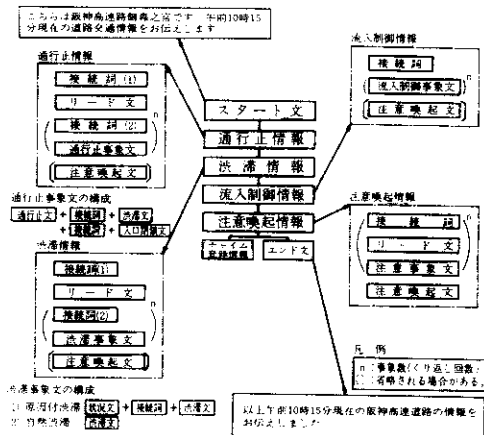 こちらは阪神高速道路
です 午前10時15
分現在の道路交通情報をお伝えします
通行止情報
接続詞(1)
リード文
接続詞(2)
n
通行止事象文
注意喚起文
通行止事象文の構成
通行止文 + 接続詞 + 渋滞文
+ 接続詞 + 入口閉鎖文
渋滞情報
接続詞(1)
リード文
接続詞(2)
n
渋滞事象文
注意喚起文
渋滞事象文の構成
1) 原因付渋滞 状況文 + 接続詞 + 渋滞文
2) 自然渋滞 渋滞文
スタート文
通行止情報
渋滞情報
流入制御情報
注意喚起情報
チャイム
情報
エンド文
流入制御情報
接続詞
流入制御事象文
n
注意喚起文
注意喚起情報
接続詞
リード文
n
注意事象文
注意喚起文
凡例
n : 事象数(くり返し回数)
: 省略される場合がある。
以上午前10時15分現在の阪神高速道路の情報を
お伝えしました